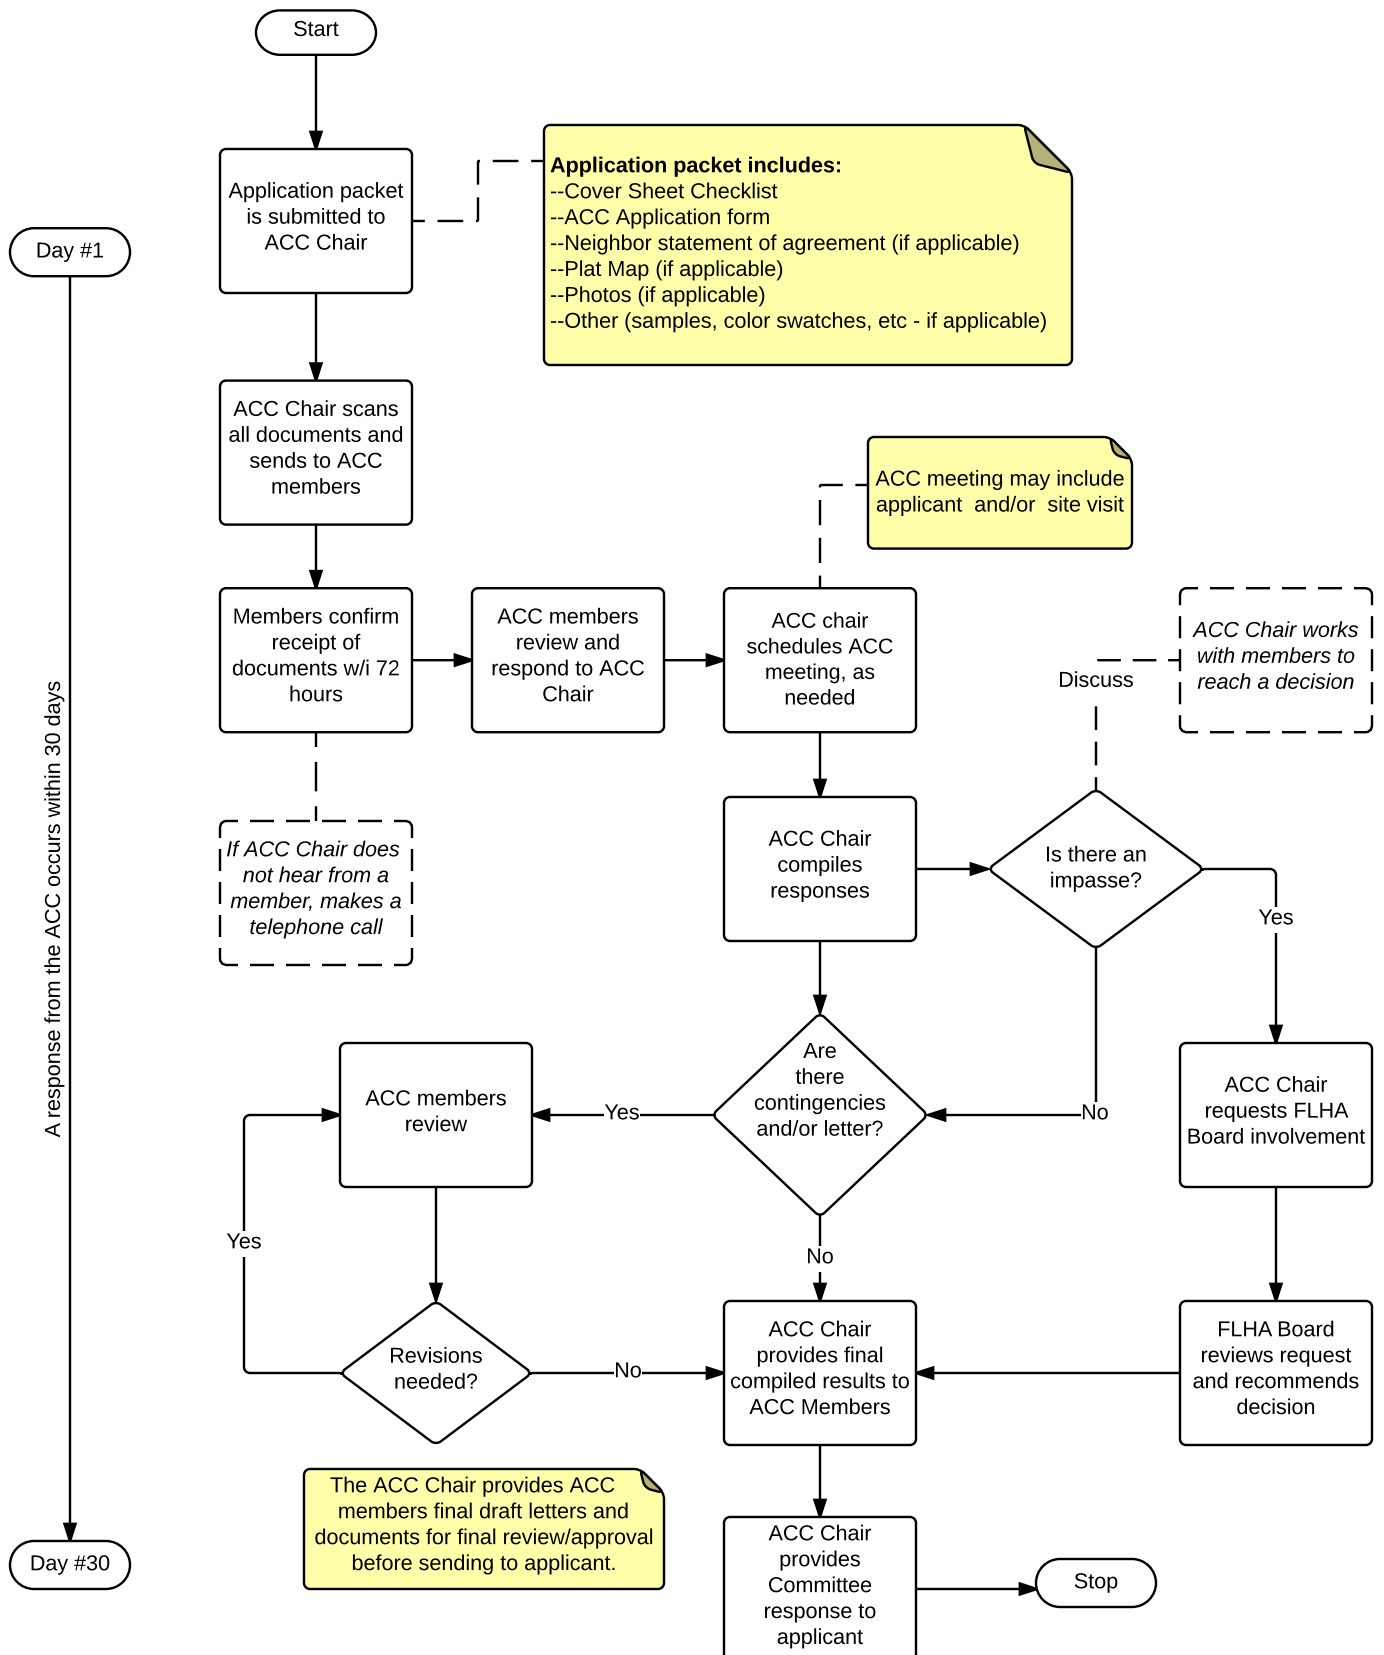 Start
Application packet
is submitted to
ACC Chair
Application packet includes:
--Cover Sheet Checklist
--ACC Application form
--Neighbor statement of agreement (if applicable)
--Plat Map (if applicable)
--Photos (if applicable)
--Other (samples, color swatches, etc - if applicable)
Day #1
A response from the ACC occurs within 30 days
ACC Chair scans
all documents and
sends to ACC
members
ACC meeting may include
applicant  and/or  site visit
Members confirm
receipt of
documents w/i 72
hours
ACC members
review and
respond to ACC
Chair
ACC chair
schedules ACC
meeting, as
needed
Discuss
ACC Chair works
with members to
reach a decision
If ACC Chair does
not hear from a
member, makes a
telephone call
ACC Chair
compiles
responses
Is there an
impasse?
Yes
ACC members
review
Yes
Are
there
contingencies
and/or letter?
No
ACC Chair
requests FLHA
Board involvement
Yes
No
Revisions
needed?
No
ACC Chair
provides final
compiled results to
ACC Members
FLHA Board
reviews request
and recommends
decision
The ACC Chair provides ACC
members final draft letters and
documents for final review/approval
before sending to applicant.
Day #30
ACC Chair
provides
Committee
response to
applicant
Stop